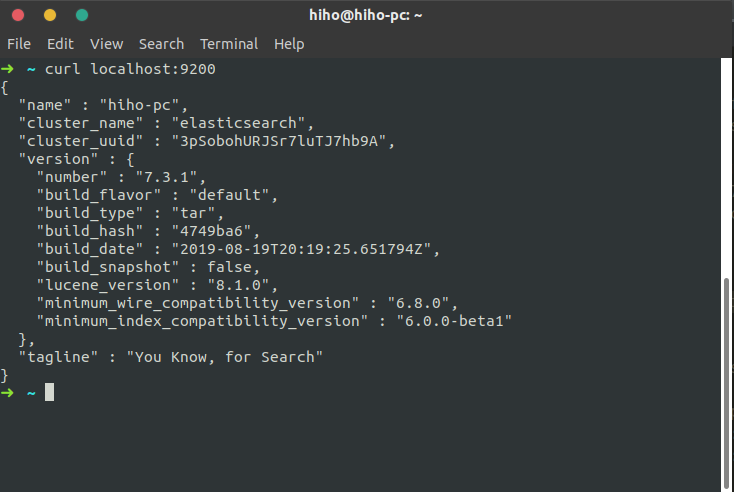 hiho@hiho-pc: ~
File Edit View Search Terminal Help
➜ ~ curl localhost:9200
{
  "name" : "hiho-pc",
  "cluster_name" : "elasticsearch",
  "cluster_uuid" : "3pSobohURJSr7luTJ7hb9A",
  "version" : {
    "number" : "7.3.1",
    "build_flavor" : "default",
    "build_type" : "tar",
    "build_hash" : "4749ba6",
    "build_date" : "2019-08-19T20:19:25.651794Z",
    "build_snapshot" : false,
    "lucene_version" : "8.1.0",
    "minimum_wire_compatibility_version" : "6.8.0",
    "minimum_index_compatibility_version" : "6.0.0-beta1"
  },
  "tagline" : "You Know, for Search"
}
➜ ~